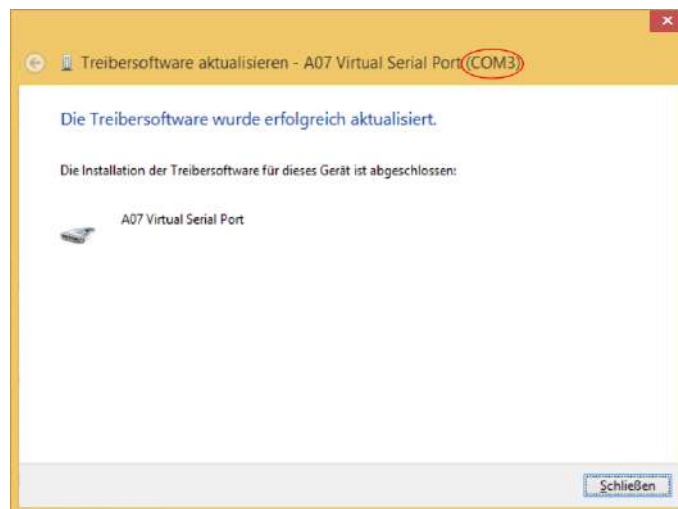 Treibersoftware aktualisieren - A07 Virtual Serial Port (COM3)
Die Treibersoftware wurde erfolgreich aktualisiert.
Die Installation der Treibersoftware für dieses Gerät ist abgeschlossen:
A07 Virtual Serial Port
Schließen